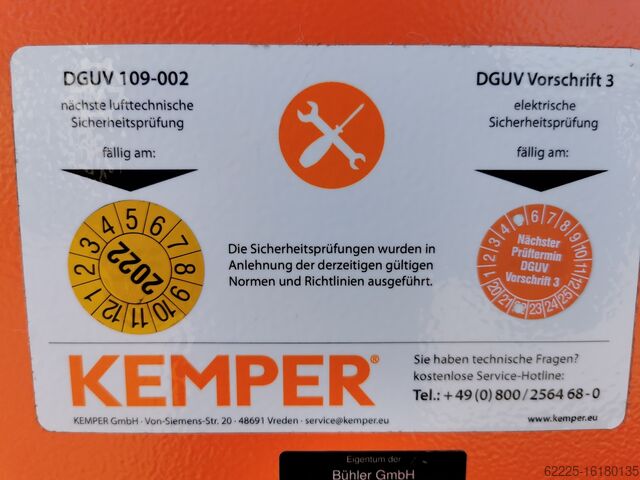 DGUV 109-002
nächste lufttechnische
Sicherheitsprüfung
fällig am:
DGUV Vorschrift 3
elektrische
Sicherheitsprüfung
fällig am:
1 2 3 4 5 6 7 8 9 10 11 12
2022
Die Sicherheitsprüfungen wurden in
Anlehnung der derzeitigen gültigen
Normen und Richtlinien ausgeführt.
1 2 3 4 6 7 8 9 10 11 12
Nächster
Prüftermin
DGUV
Vorschrift 3
20 21 22 23 24 25
KEMPER®
Sie haben technische Fragen?
kostenlose Service-Hotline:
Tel.: +49 (0) 800/2564 68-0
KEMPER GmbH · Von-Siemens-Str. 20 · 48691 Vreden · service@kemper.eu
www.kemper.eu
Eigentum der
Bühler GmbH
62225-16180135